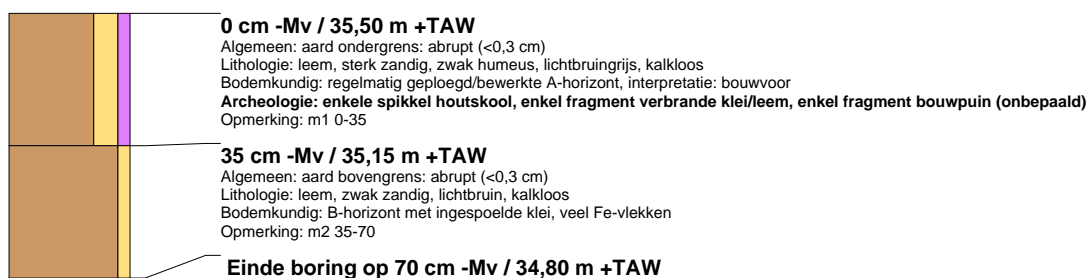 0 cm -Mv / 35,50 m +TAW
Algemeen: aard ondergrens: abrupt (<0,3 cm)
Lithologie: leem, sterk zandig, zwak humeus, lichtbruingrijs, kalkloos
Bodemkundig: regelmatig geploegd/bewerkte A-horizont, interpretatie: bouwvoor
Archeologie: enkele spikkel houtskool, enkel fragment verbrande klei/leem, enkel fragment bouwpuin (onbepaald)
Opmerking: m1 0-35
35 cm -Mv / 35,15 m +TAW
Algemeen: aard bovengrens: abrupt (<0,3 cm)
Lithologie: leem, zwak zandig, lichtbruin, kalkloos
Bodemkundig: B-horizont met ingespoelde klei, veel Fe-vlekken
Opmerking: m2 35-70
Einde boring op 70 cm -Mv / 34,80 m +TAW